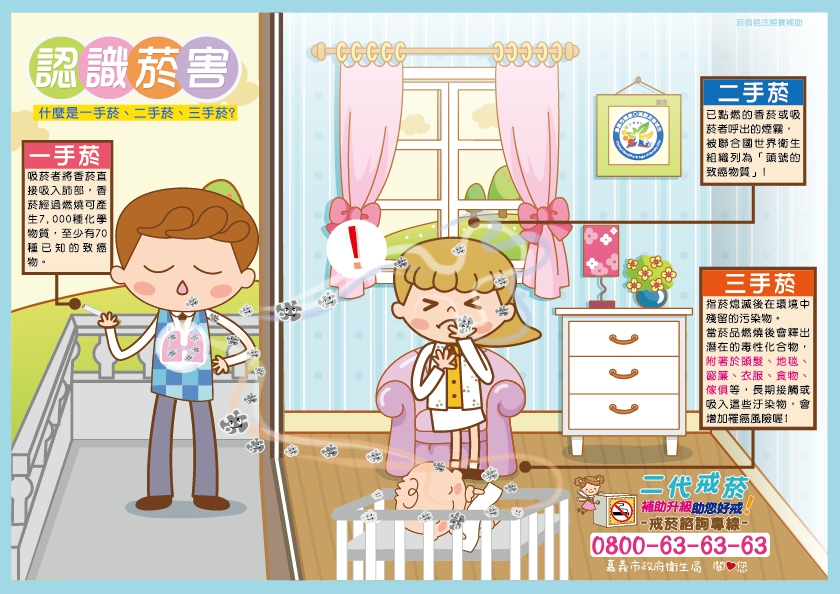 菸捐挹注經費補助
認識菸害
什麼是一手菸、二手菸、三手菸?
一手菸
吸菸者將香菸直
接吸入肺部，香
菸經過燃燒可產
生7,000種化學
物質，至少有70
種已知的致癌
物。
!
二手菸
已點燃的香菸或吸
菸者呼出的煙霧，
被聯合國世界衛生
組織列為「頭號的
致癌物質」!
三手菸
指菸熄滅後在環境中
殘留的污染物。
當菸品燃燒後會釋出
潛在的毒性化合物，
附著於頭髮、地毯、
窗簾、衣服、食物、
傢俱等，長期接觸或
吸入這些汙染物，會
增加罹癌風險喔!
二代戒菸
補助升級助您好戒!
-戒菸諮詢專線-
0800-63-63-63
嘉義市政府衛生局 關心您